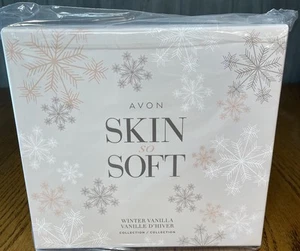 AVON
SKIN
SO
SOFT
WINTER VANILLA
VANILLE D'HIVER
COLLECTION / COLLECTION